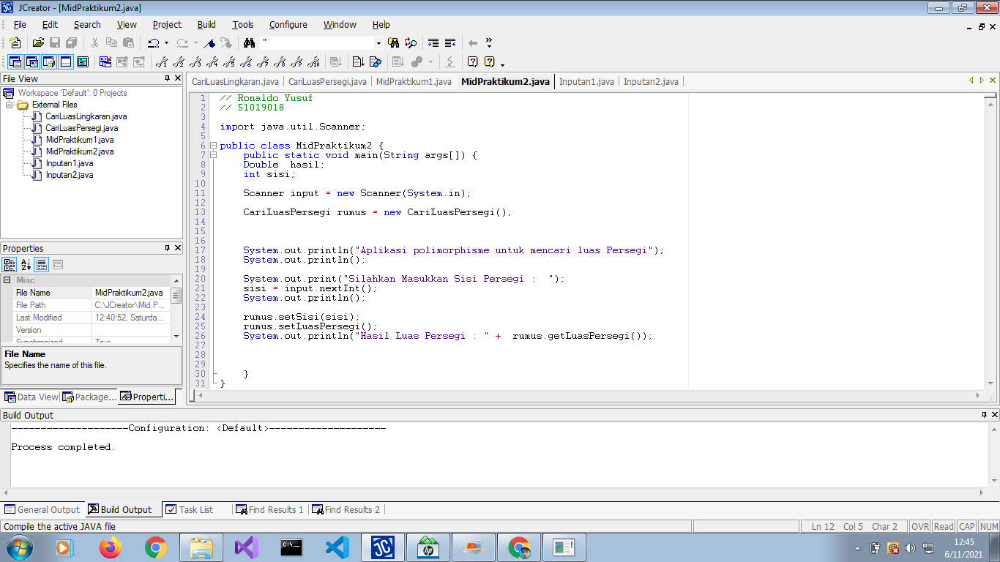 JCreator - [MidPraktikum2.java]
File Edit Search View Project Build Tools Configure Window Help
"
File View
Workspace 'Default': 0 Projects
External Files
CariLuasLingkaran.java
CariLuasPersegi.java
MidPraktikum1.java
MidPraktikum2.java
Inputan1.java
Inputan2.java
Properties
Misc
File Name MidPraktikum2.java
File Path C:\JCreator\Mid P...
Last Modified 12:40:52, Saturda...
Version
Synchronized True
File Name
Specifies the name of this file.
Data View Package... Properti...
CariLuasLingkaran.java CariLuasPersegi.java MidPraktikum1.java MidPraktikum2.java Inputan1.java Inputan2.java
1 // Ronaldo Yusuf
2 // 51019018
3
4 import java.util.Scanner;
5
6 public class MidPraktikum2 {
7 public static void main(String args[]) {
8 Double  hasil;
9 int sisi;
10
11 Scanner input = new Scanner(System.in);
12
13 CariLuasPersegi rumus = new CariLuasPersegi();
14
15
16
17 System.out.println("Aplikasi polimorphisme untuk mencari luas Persegi");
18 System.out.println();
19
20 System.out.print("Silahkan Masukkan Sisi Persegi :  ");
21 sisi = input.nextInt();
22 System.out.println();
23
24 rumus.setSisi(sisi);
25 rumus.setLuasPersegi();
26 System.out.println("Hasil Luas Persegi : " +  rumus.getLuasPersegi());
27
28
29
30 }
31 }
Build Output
--------------------Configuration: <Default>--------------------
Process completed.
General Output Build Output Task List Find Results 1 Find Results 2
Compile the active JAVA file
Ln 12 Col 5 Char 2 OVR Read CAP NUM
12:45
6/11/2021